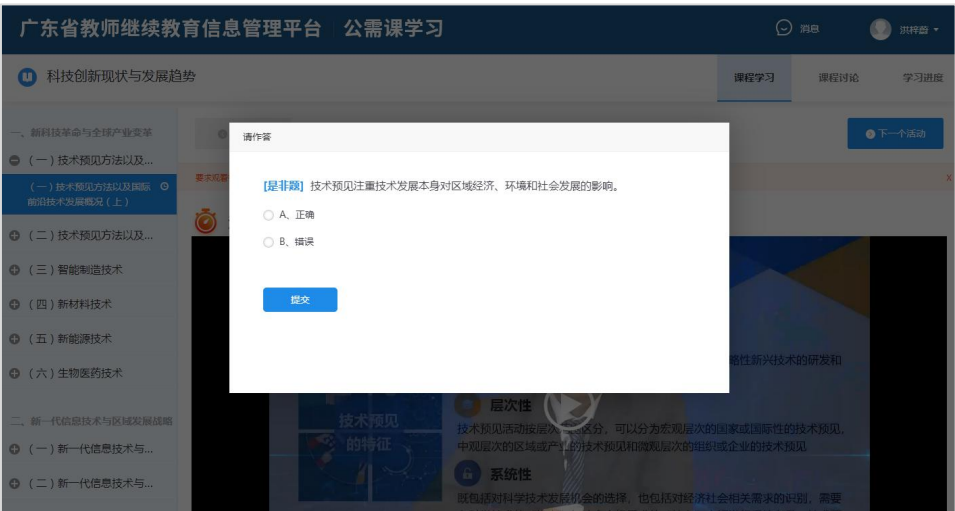 广东省教师继续教育信息管理平台 公需课学习
消息
洪梓蓝
科技创新现状与发展趋势
课程学习
课程讨论
学习进度
一、新科技革命与全球产业变革
(一)技术预见方法以及...
(一)技术预见方法以及国际
前沿技术发展概况(上)
(二)技术预见方法以及...
(三)智能制造技术
(四)新材料技术
(五)新能源技术
(六)生物医药技术
二、新一代信息技术与区域发展战略
(一)新一代信息技术与...
(二)新一代信息技术与...
下一个活动
要求观看
X
请作答
[是非题] 技术预见注重技术发展本身对区域经济、环境和社会发展的影响。
A、正确
B、错误
提交
略性新兴技术的研发和
技术预见
的特征
层次性
技术预见活动按层次区分,可以分为宏观层次的国家或国际性的技术预见,
中观层次的区域或产业的技术预见和微观层次的组织或企业的技术预见
系统性
既包括对科学技术发展机会的选择,也包括对经济社会相关需求的识别,需要